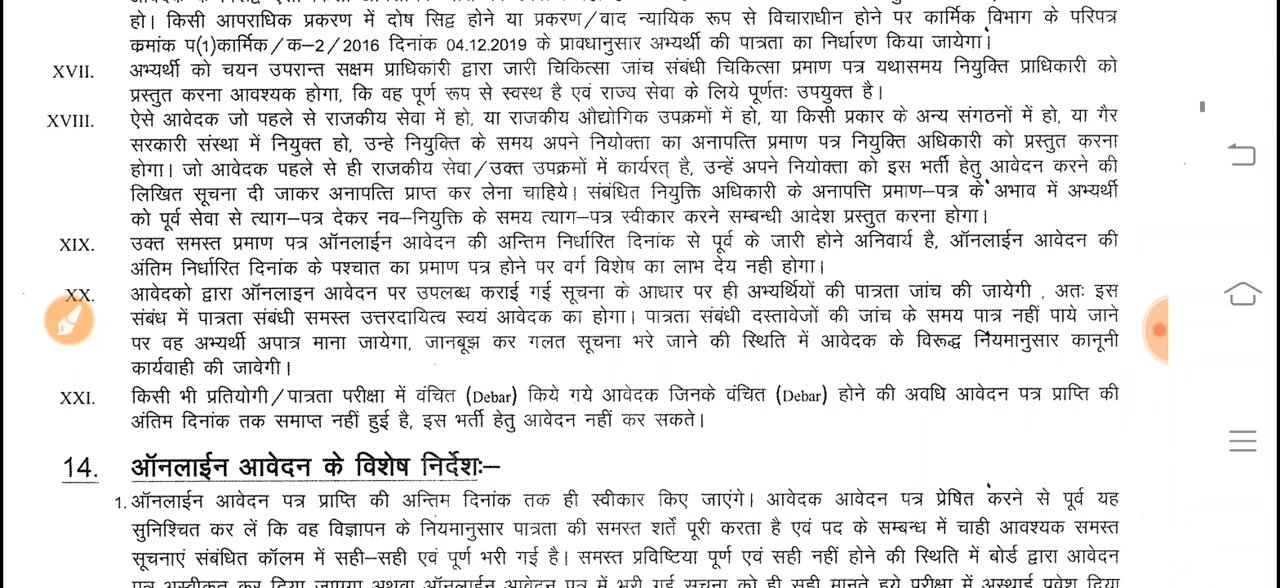 हो। किसी आपराधिक प्रकरण में दोष सिद्व होने या प्रकरण/वाद न्यायिक रूप से विचाराधीन होने पर कार्मिक विभाग के परिपत्र
क्रमांक प(1)कार्मिक/क–2/2016 दिनांक 04.12.2019 के प्रावधानुसार अभ्यर्थी की पात्रता का निर्धारण किया जायेगा।
XVII. अभ्यर्थी को चयन उपरान्त सक्षम प्राधिकारी द्वारा जारी चिकित्सा जांच संबंधी चिकित्सा प्रमाण पत्र यथासमय नियुक्ति प्राधिकारी को
प्रस्तुत करना आवश्यक होगा, कि वह पूर्ण रूप से स्वस्थ है एवं राज्य सेवा के लिये पूर्णतः उपयुक्त है।
XVIII. ऐसे आवेदक जो पहले से राजकीय सेवा में हो, या राजकीय औद्योगिक उपक्रमों में हो, या किसी प्रकार के अन्य संगठनों में हो, या गैर
सरकारी संस्था में नियुक्त हो, उन्हे नियुक्ति के समय अपने नियोक्ता का अनापत्ति प्रमाण पत्र नियुक्ति अधिकारी को प्रस्तुत करना
होगा। जो आवेदक पहले से ही राजकीय सेवा/उक्त उपक्रमों में कार्यरत् है, उन्हें अपने नियोक्ता को इस भर्ती हेतु आवेदन करने की
लिखित सूचना दी जाकर अनापत्ति प्राप्त कर लेना चाहिये। संबंधित नियुक्ति अधिकारी के अनापत्ति प्रमाण–पत्र के अभाव में अभ्यर्थी
को पूर्व सेवा से त्याग–पत्र देकर नव–नियुक्ति के समय त्याग–पत्र स्वीकार करने सम्बन्धी आदेश प्रस्तुत करना होगा।
XIX. उक्त समस्त प्रमाण पत्र ऑनलाईन आवेदन की अन्तिम निर्धारित दिनांक से पूर्व के जारी होने अनिवार्य है, ऑनलाईन आवेदन की
अंतिम निर्धारित दिनांक के पश्चात का प्रमाण पत्र होने पर वर्ग विशेष का लाभ देय नही होगा।
XX. आवेदको द्वारा ऑनलाइन आवेदन पर उपलब्ध कराई गई सूचना के आधार पर ही अभ्यर्थियों की पात्रता जांच की जायेगी , अतः इस
संबंध में पात्रता संबंधी समस्त उत्तरदायित्व स्वयं आवेदक का होगा। पात्रता संबंधी दस्तावेजों की जांच के समय पात्र नहीं पाये जाने
पर वह अभ्यर्थी अपात्र माना जायेगा, जानबूझ कर गलत सूचना भरे जाने की स्थिति में आवेदक के विरूद्ध नियमानुसार कानूनी
कार्यवाही की जावेगी।
XXI. किसी भी प्रतियोगी/पात्रता परीक्षा में वंचित (Debar) किये गये आवेदक जिनके वंचित (Debar) होने की अवधि आवेदन पत्र प्राप्ति की
अंतिम दिनांक तक समाप्त नहीं हुई है, इस भर्ती हेतु आवेदन नहीं कर सकते।
14. ऑनलाईन आवेदन के विशेष निर्देशः–
1. ऑनलाईन आवेदन पत्र प्राप्ति की अन्तिम दिनांक तक ही स्वीकार किए जाएंगे। आवेदक आवेदन पत्र प्रेषित करने से पूर्व यह
सुनिश्चित कर लें कि वह विज्ञापन के नियमानुसार पात्रता की समस्त शर्ते पूरी करता है एवं पद के सम्बन्ध में चाही आवश्यक समस्त
सूचनाएं संबंधित कॉलम में सही–सही एवं पूर्ण भरी गई है। समस्त प्रविष्टिया पूर्ण एवं सही नहीं होने की स्थिति में बोर्ड द्वारा आवेदन